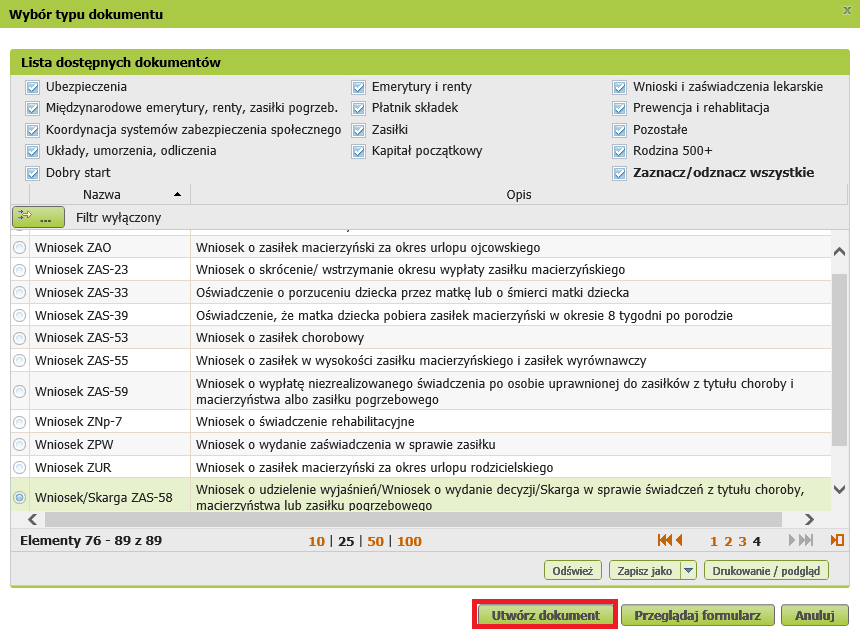 Wybór typu dokumentu
x
Lista dostępnych dokumentów
Ubezpieczenia
Emerytury i renty
Wnioski i zaświadczenia lekarskie
Międzynarodowe emerytury, renty, zasiłki pogrzeb.
Płatnik składek
Prewencja i rehablitacja
Koordynacja systemów zabezpieczenia społecznego
Zasiłki
Pozostałe
Układy, umorzenia, odliczenia
Kapitał początkowy
Rodzina 500+
Dobry start
Zaznacz/odznacz wszystkie
Nazwa
Opis
...
Filtr wyłączony
Wniosek ZAO
Wniosek o zasiłek macierzyński za okres urlopu ojcowskiego
Wniosek ZAS-23
Wniosek o skrócenie/ wstrzymanie okresu wypłaty zasiłku macierzyńskiego
Wniosek ZAS-33
Oświadczenie o porzuceniu dziecka przez matkę lub o śmierci matki dziecka
Wniosek ZAS-39
Oświadczenie, że matka dziecka pobiera zasiłek macierzyński w okresie 8 tygodni po porodzie
Wniosek ZAS-53
Wniosek o zasiłek chorobowy
Wniosek ZAS-55
Wniosek o zasiłek w wysokości zasiłku macierzyńskiego i zasiłek wyrównawczy
Wniosek ZAS-59
Wniosek o wypłatę niezrealizowanego świadczenia po osobie uprawnionej do zasiłków z tytułu choroby i
macierzyństwa albo zasiłku pogrzebowego
Wniosek ZNp-7
Wniosek o świadczenie rehabilitacyjne
Wniosek ZPW
Wniosek o wydanie zaświadczenia w sprawie zasiłku
Wniosek ZUR
Wniosek o zasiłek macierzyński za okres urlopu rodzicielskiego
Wniosek/Skarga ZAS-58
Wniosek o udzielenie wyjaśnień/Wniosek o wydanie decyzji/Skarga w sprawie świadczeń z tytułu choroby,
macierzyństwa lub zasiłku pogrzebowego
Elementy 76 - 89 z 89
10 | 25 | 50 | 100
1 2 3 4
Odśwież
Zapisz jako
Drukowanie / podgląd
Utwórz dokument
Przeglądaj formularz
Anuluj